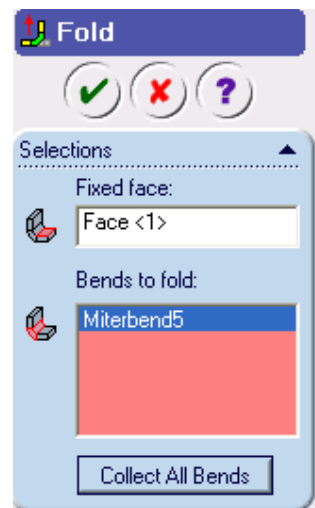 Fold
?
Selections
Fixed face:
Face <1>
Bends to fold:
Miterbend5
Collect All Bends